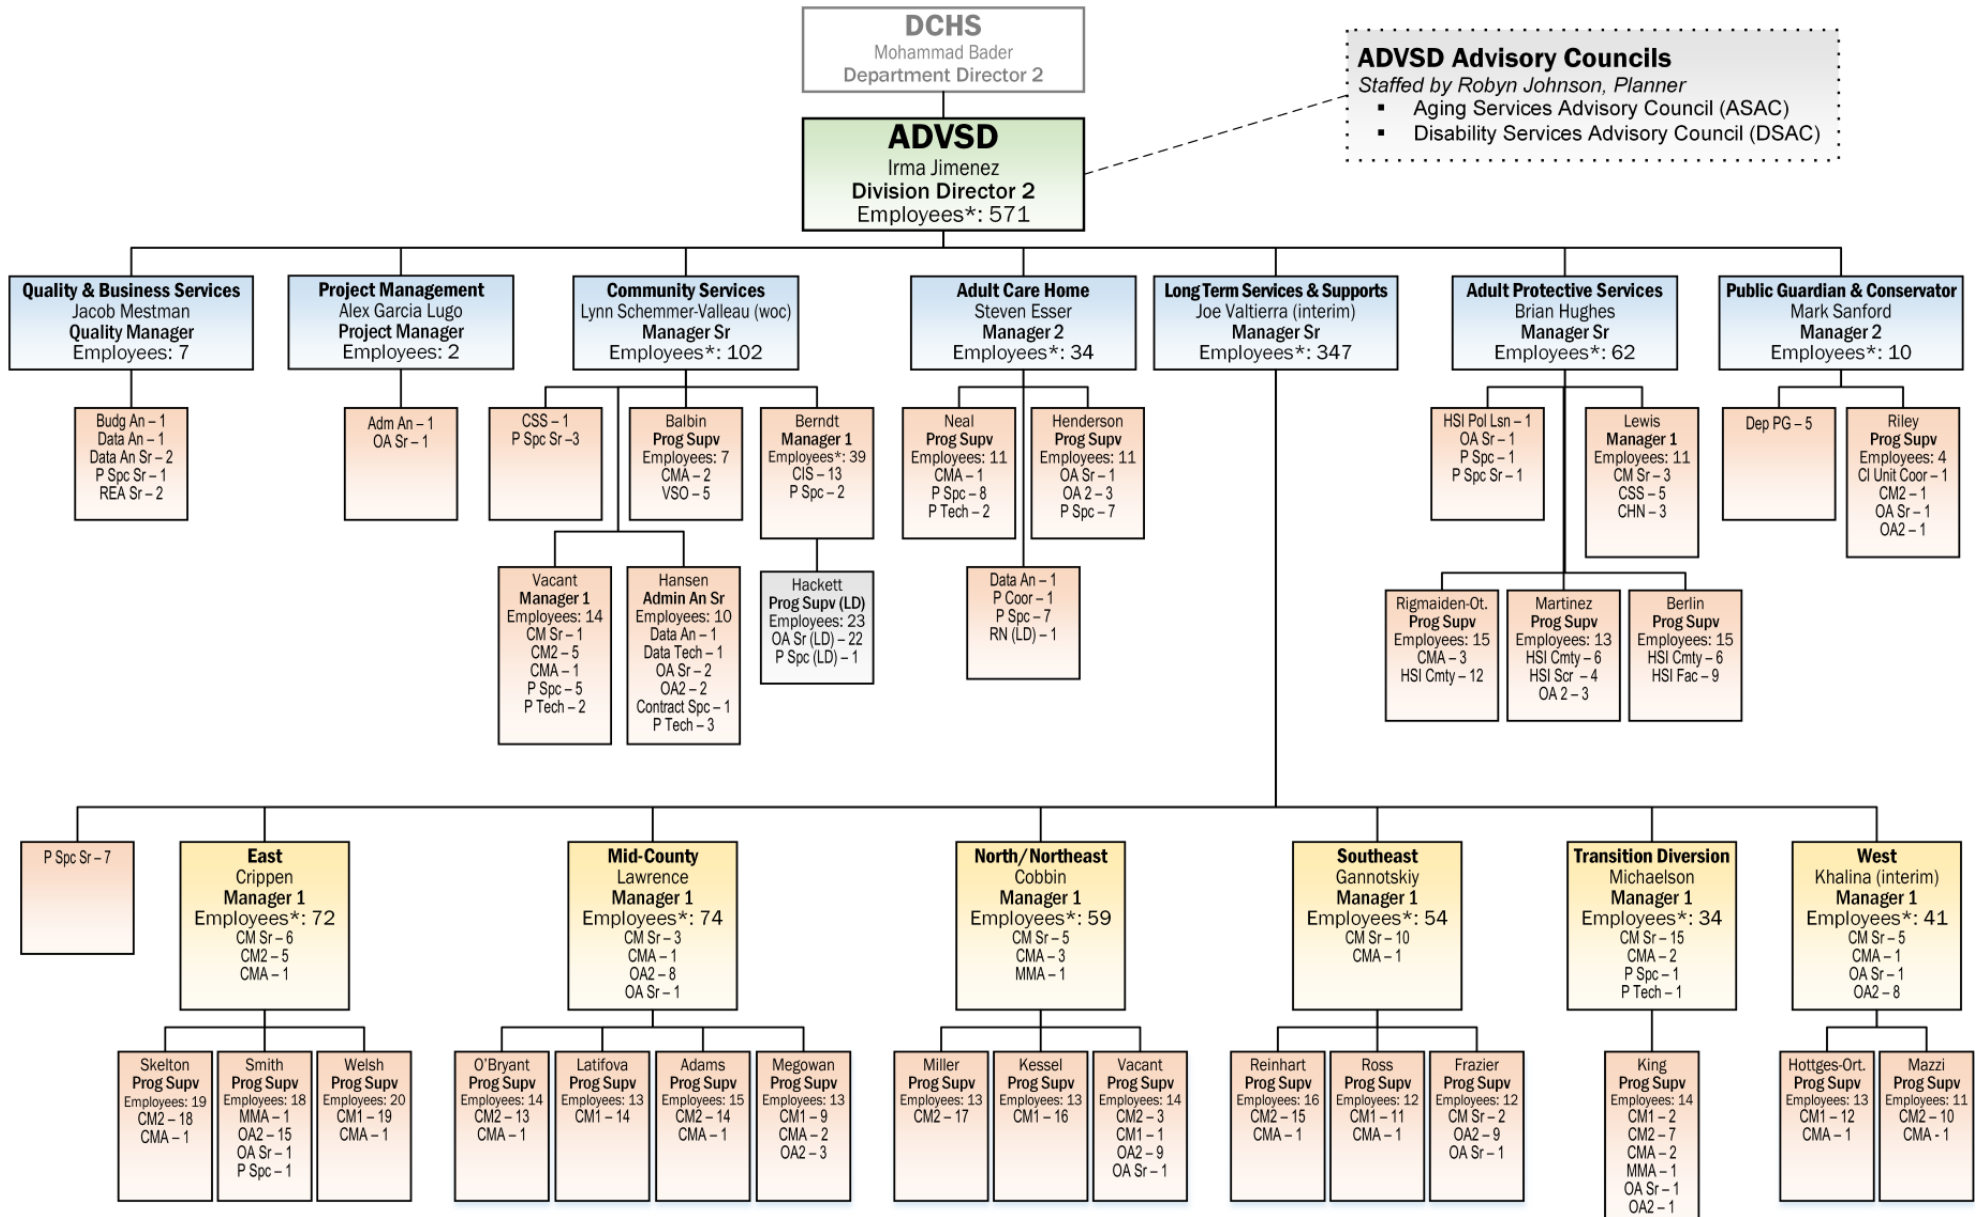 DCHS
Mohammad Bader
Department Director 2
ADVSD Advisory Councils
Staffed by Robyn Johnson, Planner
▪ Aging Services Advisory Council (ASAC)
▪ Disability Services Advisory Council (DSAC)
ADVSD
Irma Jimenez
Division Director 2
Employees*: 571
Quality & Business Services
Jacob Mestman
Quality Manager
Employees: 7
Project Management
Alex Garcia Lugo
Project Manager
Employees: 2
Community Services
Lynn Schemmer-Valleau (woc)
Manager Sr
Employees*: 102
Adult Care Home
Steven Esser
Manager 2
Employees*: 34
Long Term Services & Supports
Joe Valtierra (interim)
Manager Sr
Employees*: 347
Adult Protective Services
Brian Hughes
Manager Sr
Employees*: 62
Public Guardian & Conservator
Mark Sanford
Manager 2
Employees*: 10
Budg An – 1
Data An – 1
Data An Sr – 2
P Spc Sr – 1
REA Sr – 2
Adm An – 1
OA Sr – 1
CSS – 1
P Spc Sr –3
Balbin
Prog Supv
Employees: 7
CMA – 2
VSO – 5
Berndt
Manager 1
Employees*: 39
CIS – 13
P Spc – 2
Neal
Prog Supv
Employees: 11
CMA – 1
P Spc – 8
P Tech – 2
Henderson
Prog Supv
Employees: 11
OA Sr – 1
OA 2 – 3
P Spc – 7
HSI Pol Lsn – 1
OA Sr – 1
P Spc – 1
P Spc Sr – 1
Lewis
Manager 1
Employees: 11
CM Sr – 3
CSS – 5
CHN – 3
Dep PG – 5
Riley
Prog Supv
Employees: 4
Cl Unit Coor – 1
CM2 – 1
OA Sr – 1
OA2 – 1
Vacant
Manager 1
Employees: 14
CM Sr – 1
CM2 – 5
CMA – 1
P Spc – 5
P Tech – 2
Hansen
Admin An Sr
Employees: 10
Data An – 1
Data Tech – 1
OA Sr – 2
OA2 – 2
Contract Spc – 1
P Tech – 3
Hackett
Prog Supv (LD)
Employees: 23
OA Sr (LD) – 22
P Spc (LD) – 1
Data An – 1
P Coor – 1
P Spc – 7
RN (LD) – 1
Rigmaiden-Ot.
Prog Supv
Employees: 15
CMA – 3
HSI Cmty – 12
Martinez
Prog Supv
Employees: 13
HSI Cmty – 6
HSI Scr – 4
OA 2 – 3
Berlin
Prog Supv
Employees: 15
HSI Cmty – 6
HSI Fac – 9
P Spc Sr – 7
East
Crippen
Manager 1
Employees*: 72
CM Sr – 6
CM2 – 5
CMA – 1
Mid-County
Lawrence
Manager 1
Employees*: 74
CM Sr – 3
CMA – 1
OA2 – 8
OA Sr – 1
North/Northeast
Cobbin
Manager 1
Employees*: 59
CM Sr – 5
CMA – 3
MMA – 1
Southeast
Gannotskiy
Manager 1
Employees*: 54
CM Sr – 10
CMA – 1
Transition Diversion
Michaelson
Manager 1
Employees*: 34
CM Sr – 15
CMA – 2
P Spc – 1
P Tech – 1
West
Khalina (interim)
Manager 1
Employees*: 41
CM Sr – 5
CMA – 1
OA Sr – 1
OA2 – 8
Skelton
Prog Supv
Employees: 19
CM2 – 18
CMA – 1
Smith
Prog Supv
Employees: 18
MMA – 1
OA2 – 15
OA Sr – 1
P Spc – 1
Welsh
Prog Supv
Employees: 20
CM1 – 19
CMA – 1
O'Bryant
Prog Supv
Employees: 14
CM2 – 13
CMA – 1
Latifova
Prog Supv
Employees: 13
CM1 – 14
Adams
Prog Supv
Employees: 15
CM2 – 14
CMA – 1
Megowan
Prog Supv
Employees: 13
CM1 – 9
CMA – 2
OA2 – 3
Miller
Prog Supv
Employees: 13
CM2 – 17
Kessel
Prog Supv
Employees: 13
CM1 – 16
Vacant
Prog Supv
Employees: 14
CM2 – 3
CM1 – 1
OA2 – 9
OA Sr – 1
Reinhart
Prog Supv
Employees: 16
CM2 – 15
CMA – 1
Ross
Prog Supv
Employees: 12
CM1 – 11
CMA – 1
Frazier
Prog Supv
Employees: 12
CM Sr – 2
OA2 – 9
OA Sr – 1
King
Prog Supv
Employees: 14
CM1 – 2
CM2 – 7
CMA – 2
MMA – 1
OA Sr – 1
OA2 – 1
Hottges-Ort.
Prog Supv
Employees: 13
CM1 – 12
CMA – 1
Mazzi
Prog Supv
Employees: 11
CM2 – 10
CMA - 1